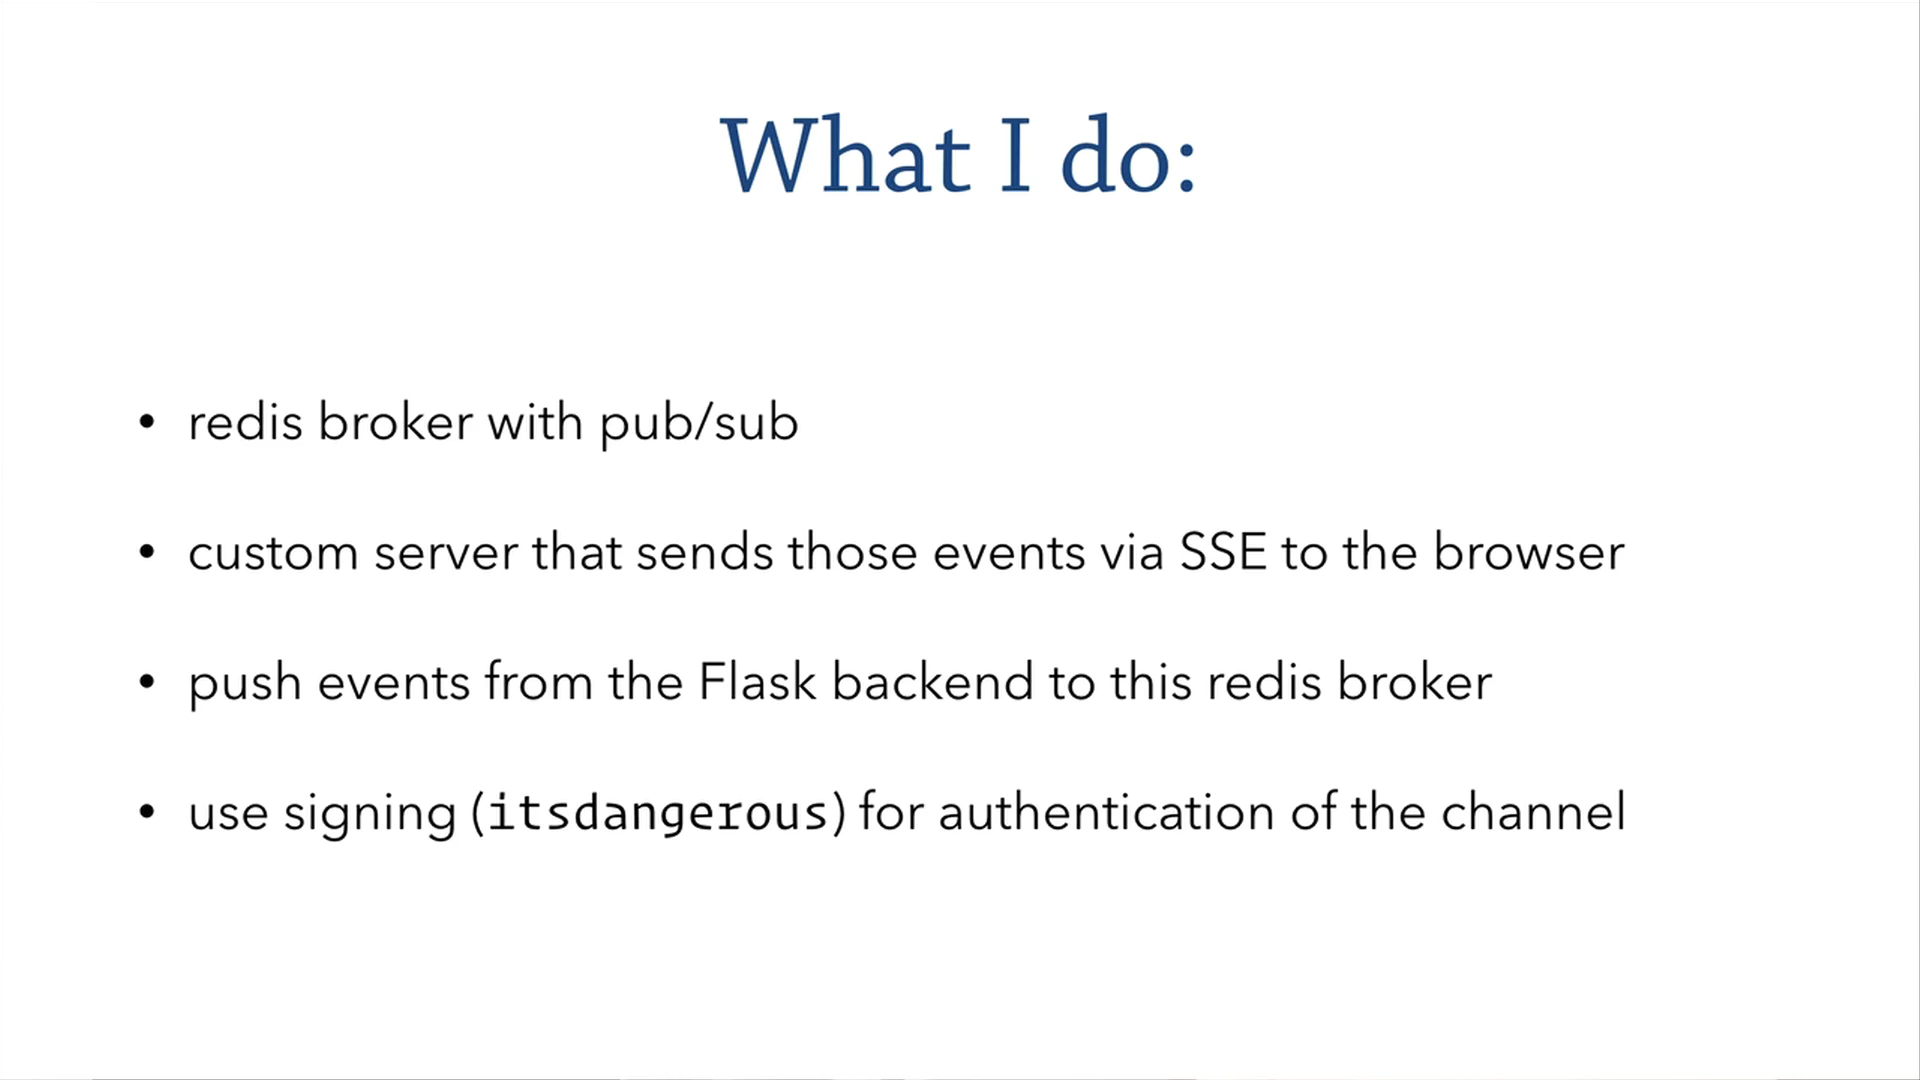 What I do:
• redis broker with pub/sub
• custom server that sends those events via SSE to the browser
• push events from the Flask backend to this redis broker
• use signing (itsdangerous) for authentication of the channel